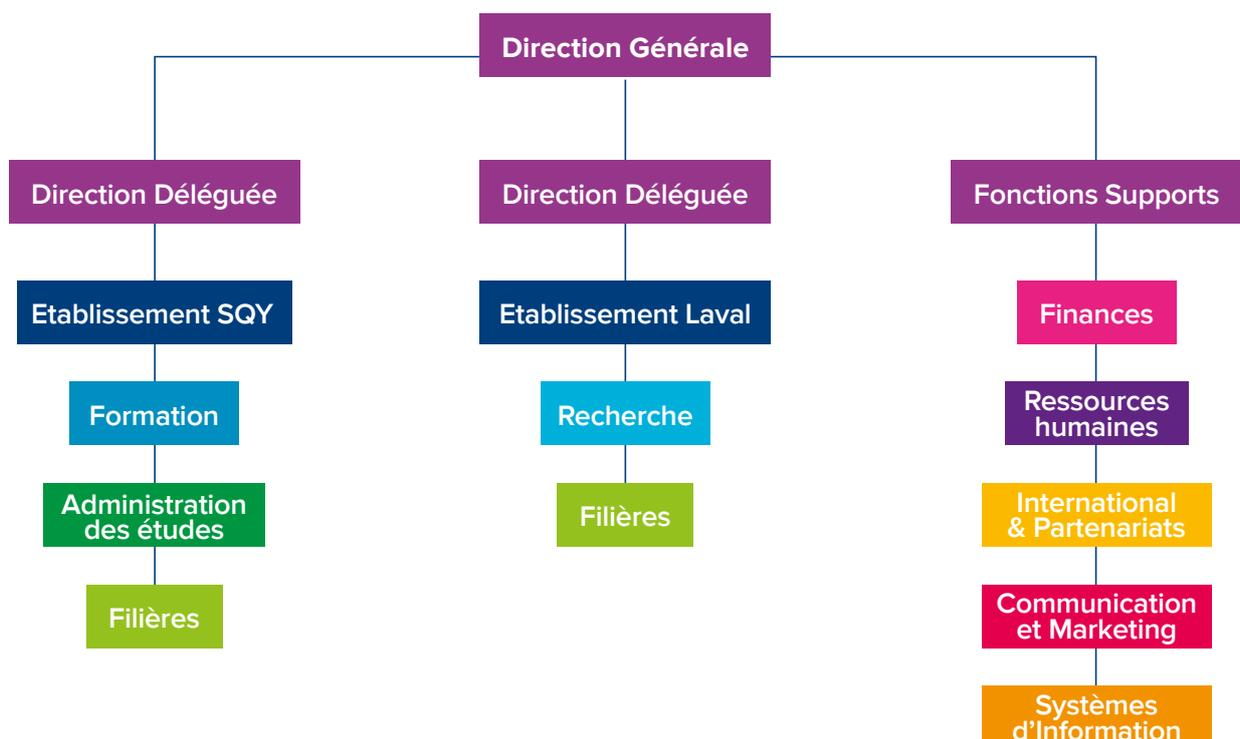 Direction Générale
Direction Déléguée
Etablissement SQY
Formation
Administration
des études
Filières
Direction Déléguée
Etablissement Laval
Recherche
Filières
Fonctions Supports
Finances
Ressources
humaines
International
& Partenariats
Communication
et Marketing
Systèmes
d'Information